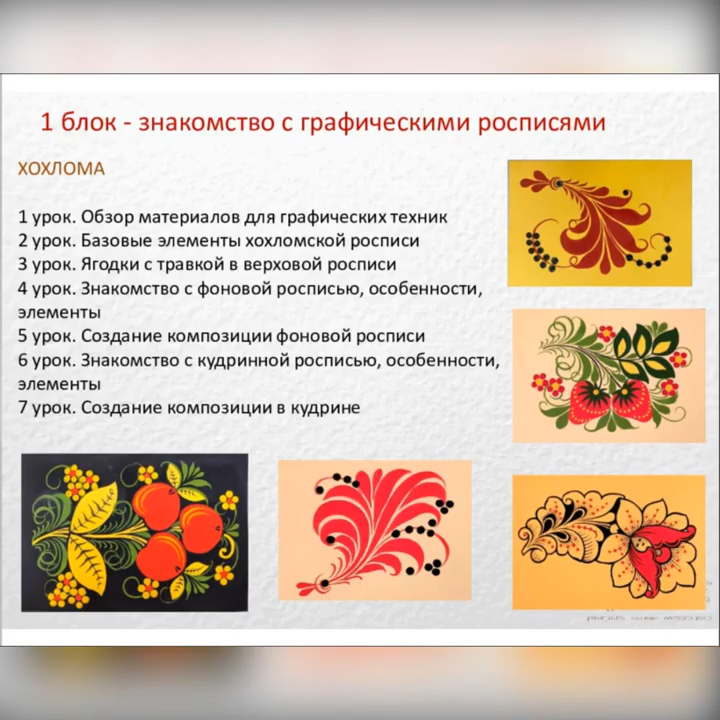 1 блок - знакомство с графическими росписями
ХОХЛОМА
1 урок. Обзор материалов для графических техник
2 урок. Базовые элементы хохломской росписи
3 урок. Ягодки с травкой в верховой росписи
4 урок. Знакомство с фоновой росписью, особенности,
элементы
5 урок. Создание композиции фоновой росписи
6 урок. Знакомство с кудринной росписью, особенности,
элементы
7 урок. Создание композиции в кудрине